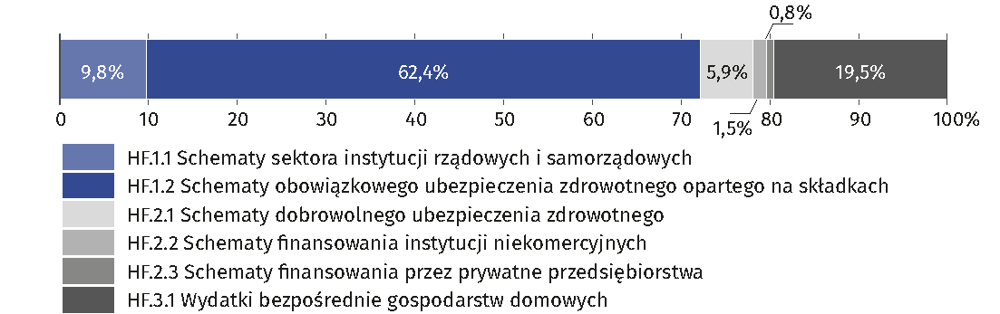 0,8%
9,8% 62,4% 5,9% 19,5%
0 10 20 30 40 50 60 70 80 90 100%
1,5%
HF.1.1 Schematy sektora instytucji rządowych i samorządowych
HF.1.2 Schematy obowiązkowego ubezpieczenia zdrowotnego opartego na składkach
HF.2.1 Schematy dobrowolnego ubezpieczenia zdrowotnego
HF.2.2 Schematy finansowania instytucji niekomercyjnych
HF.2.3 Schematy finansowania przez prywatne przedsiębiorstwa
HF.3.1 Wydatki bezpośrednie gospodarstw domowych